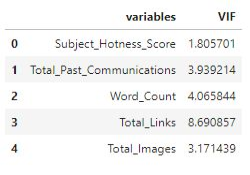 variables VIF
0 Subject_Hotness_Score 1.805701
1 Total_Past_Communications 3.939214
2 Word_Count 4.065844
3 Total_Links 8.690857
4 Total_Images 3.171439